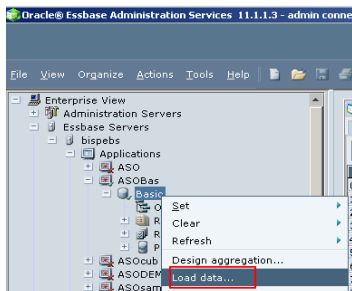 Oracle® Essbase Administration Services 11.1.1.3 - admin conne
File View Organize Actions Tools Help
Enterprise View
Administration Servers
Essbase Servers
bispebs
Applications
ASO
ASOBas
Basic
O
Set
R
Clear
R
Refresh
P
Design aggregation...
ASOcub
Load data...
ASODEM
ASOsam